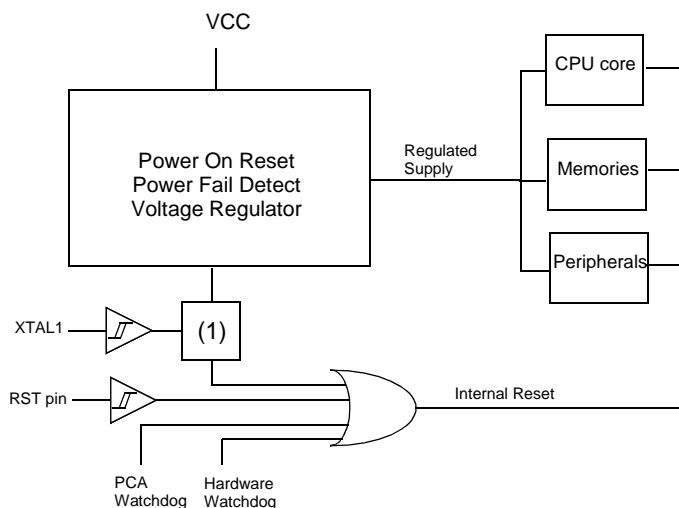 VCC
CPU core
Power On Reset
Power Fail Detect
Voltage Regulator
Regulated
Supply
Memories
Peripherals
XTAL1
(1)
RST pin
Internal Reset
PCA
Watchdog
Hardware
Watchdog